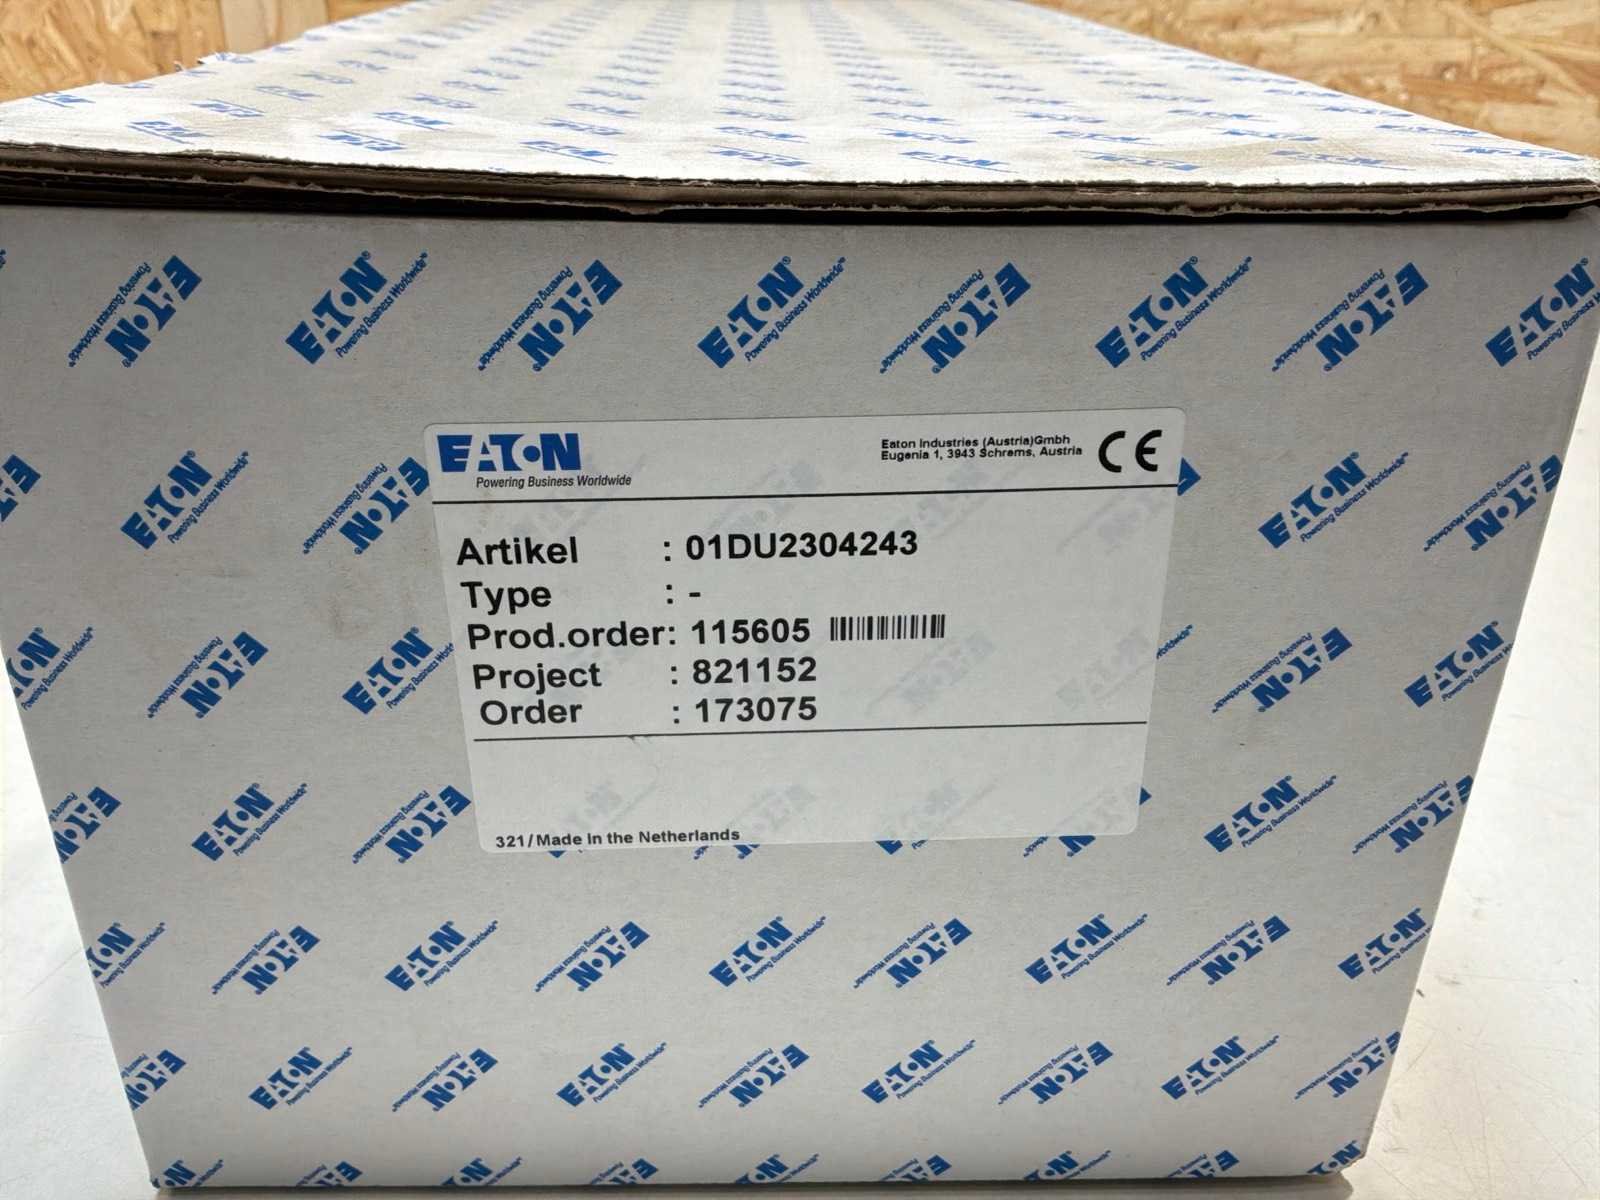 EATON
Powering Business Worldwide
Eaton Industries (Austria)Gmbh
Eugenia 1, 3943 Schrems, Austria
CE
Artikel : 01DU2304243
Type : -
Prod.order: 115605
Project : 821152
Order : 173075
321/Made In the Netherlands